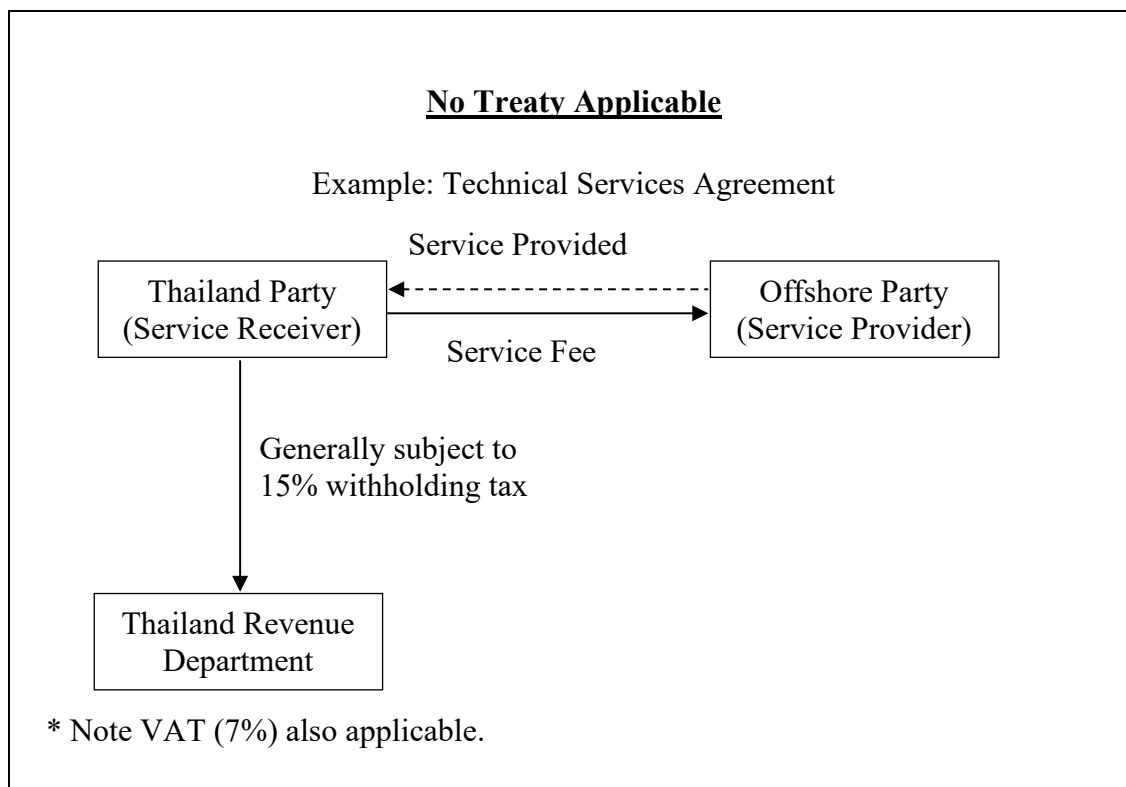 No Treaty Applicable
Example: Technical Services Agreement
Service Provided
Thailand Party
(Service Receiver)
Offshore Party
(Service Provider)
Service Fee
Generally subject to
15% withholding tax
Thailand Revenue
Department
* Note VAT (7%) also applicable.